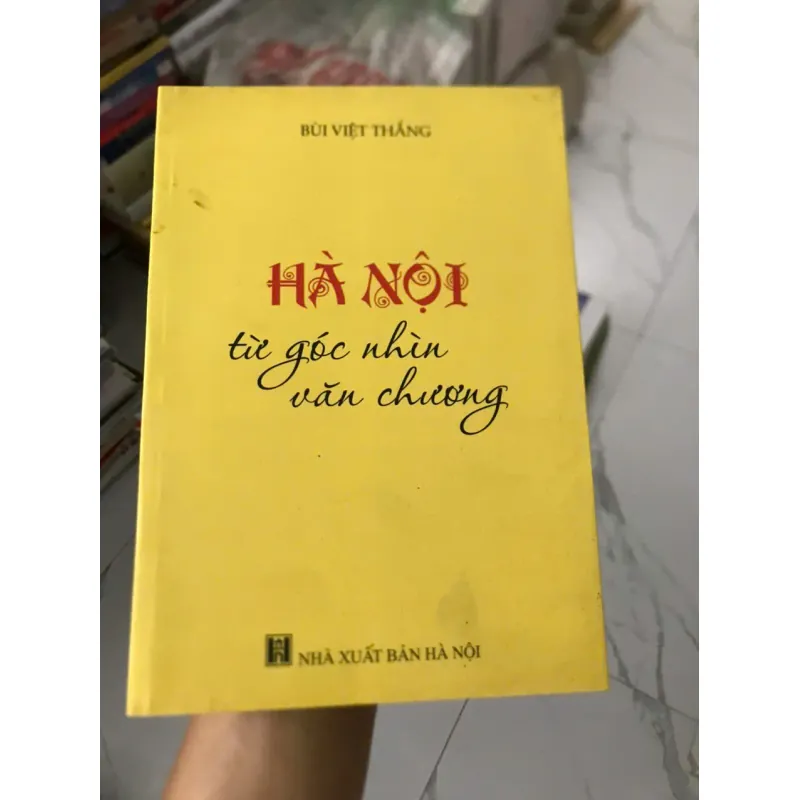 BÙI VIỆT THẮNG
HÀ NỘI
từ góc nhìn
văn chương
NHÀ XUẤT BẢN HÀ NỘI